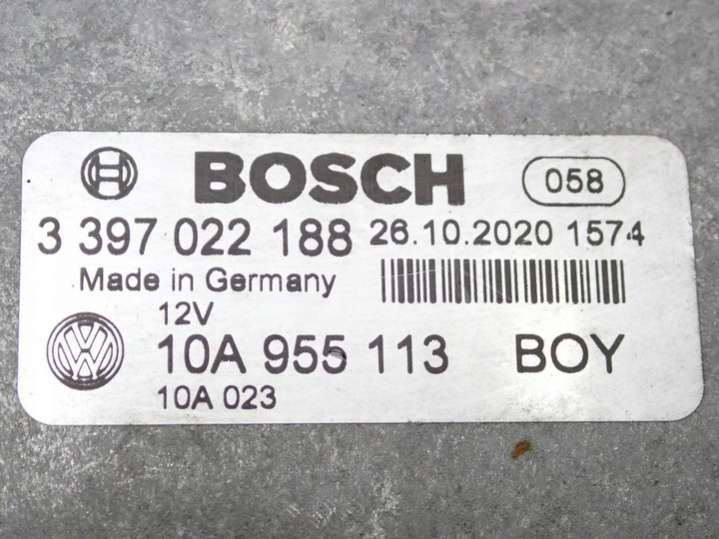 BOSCH 058
3 397 022 188 26.10.2020 1574
Made in Germany
12V
10A 955 113 BOY
10A 023